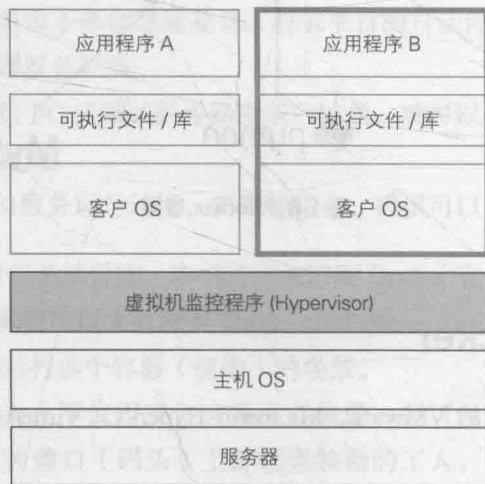 应用程序 A
应用程序 B
可执行文件 / 库
可执行文件 / 库
客户 OS
客户 OS
虚拟机监控程序 (Hypervisor)
主机 OS
服务器